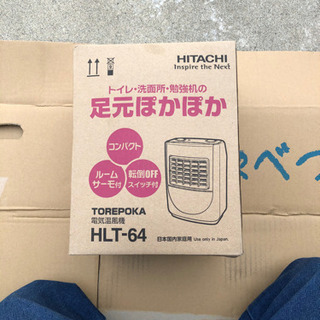 HITACHI
Inspire the Next
トイレ・洗面所・勉強机の
足元ぽかぽか
コンパクト
ルーム
サーモ付
転倒OFF
スイッチ付
TOREPOKA
電気温風機
HLT-64
日本国内家庭用 Use only in Japan.